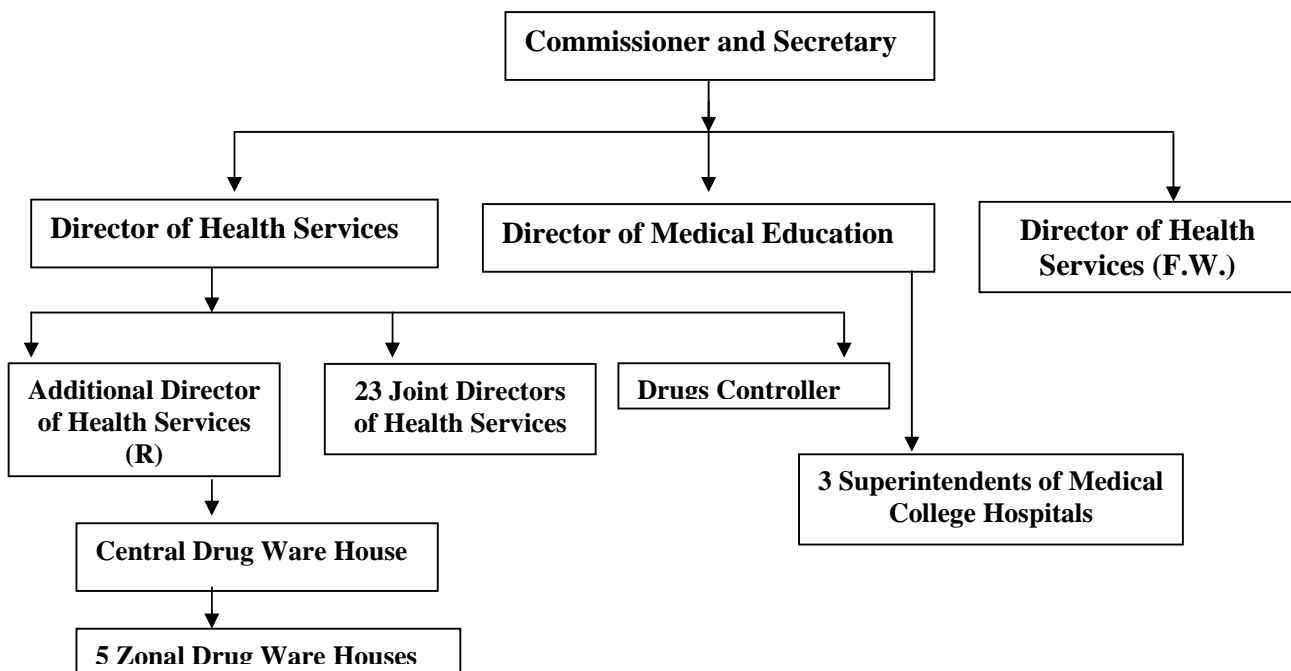 Commissioner and Secretary
Director of Health Services
Director of Medical Education
Director of Health
Services (F.W.)
Additional Director
of Health Services
(R)
23 Joint Directors
of Health Services
Drugs Controller
3 Superintendents of Medical
College Hospitals
Central Drug Ware House
5 Zonal Drug Ware Houses